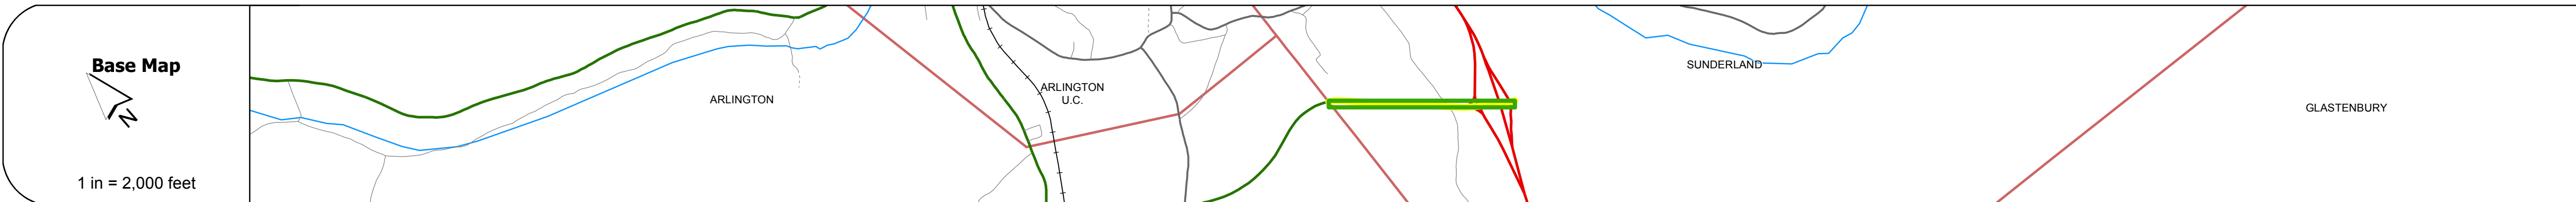 Base Map
N
1 in = 2,000 feet
ARLINGTON
ARLINGTON
U.C.
SUNDERLAND
GLASTENBURY